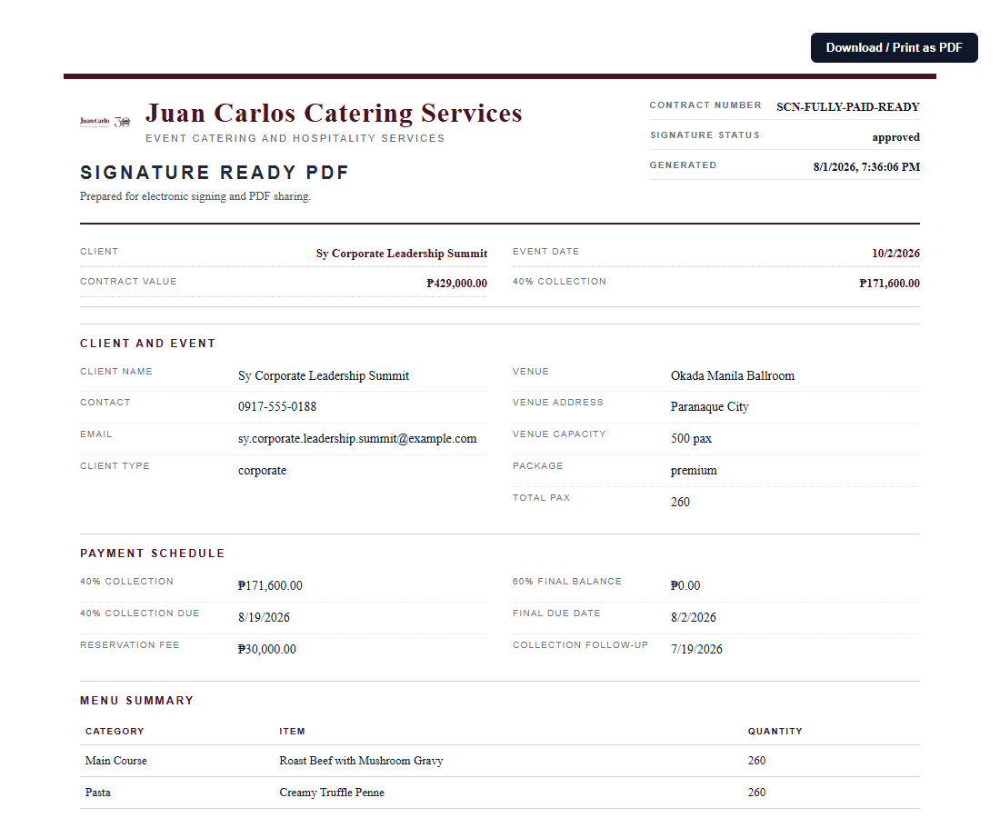 Download / Print as PDF
Juan Carlo
Juan Carlos Catering Services
EVENT CATERING AND HOSPITALITY SERVICES
SIGNATURE READY PDF
Prepared for electronic signing and PDF sharing.
CONTRACT NUMBER SCN-FULLY-PAID-READY
SIGNATURE STATUS approved
GENERATED 8/1/2026, 7:36:06 PM
CLIENT Sy Corporate Leadership Summit
EVENT DATE 10/2/2026
CONTRACT VALUE ₱429,000.00
40% COLLECTION ₱171,600.00
CLIENT AND EVENT
CLIENT NAME Sy Corporate Leadership Summit
CONTACT 0917-555-0188
EMAIL sy.corporate.leadership.summit@example.com
CLIENT TYPE corporate
VENUE Okada Manila Ballroom
VENUE ADDRESS Paranaque City
VENUE CAPACITY 500 pax
PACKAGE premium
TOTAL PAX 260
PAYMENT SCHEDULE
40% COLLECTION ₱171,600.00
40% COLLECTION DUE 8/19/2026
RESERVATION FEE ₱30,000.00
60% FINAL BALANCE ₱0.00
FINAL DUE DATE 8/2/2026
COLLECTION FOLLOW-UP 7/19/2026
MENU SUMMARY
CATEGORY ITEM QUANTITY
Main Course Roast Beef with Mushroom Gravy 260
Pasta Creamy Truffle Penne 260